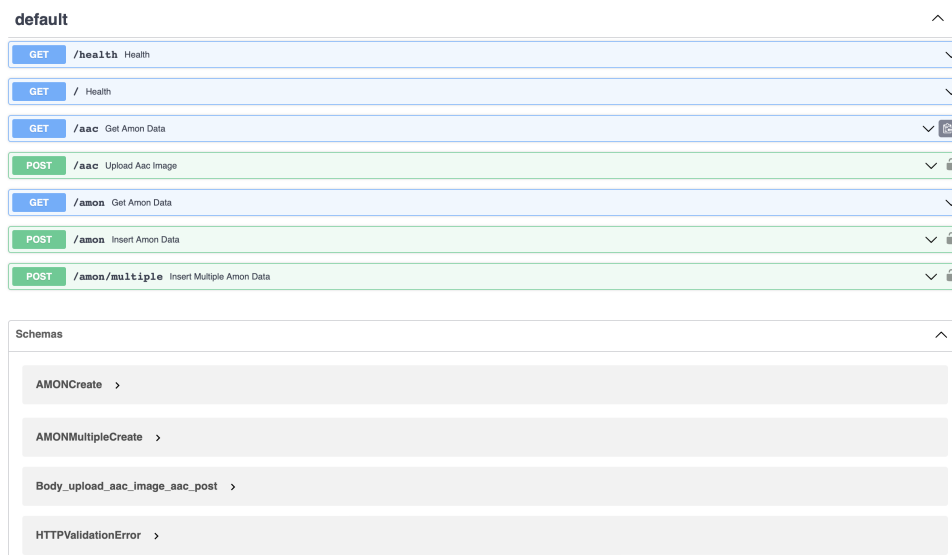 default
GET /health Health
GET / Health
GET /aac Get Amon Data
POST /aac Upload Aac Image
GET /amon Get Amon Data
POST /amon Insert Amon Data
POST /amon/multiple Insert Multiple Amon Data
Schemas
AMONCreate
AMONMultipleCreate
Body_upload_aac_image_aac_post
HTTPValidationError